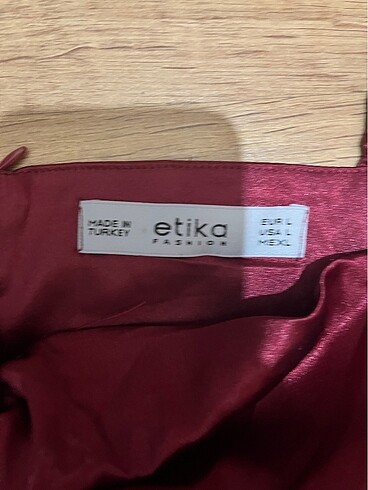 MADE IN
TURKEY
etika
FASHION
EUR L
USA L
MEXL